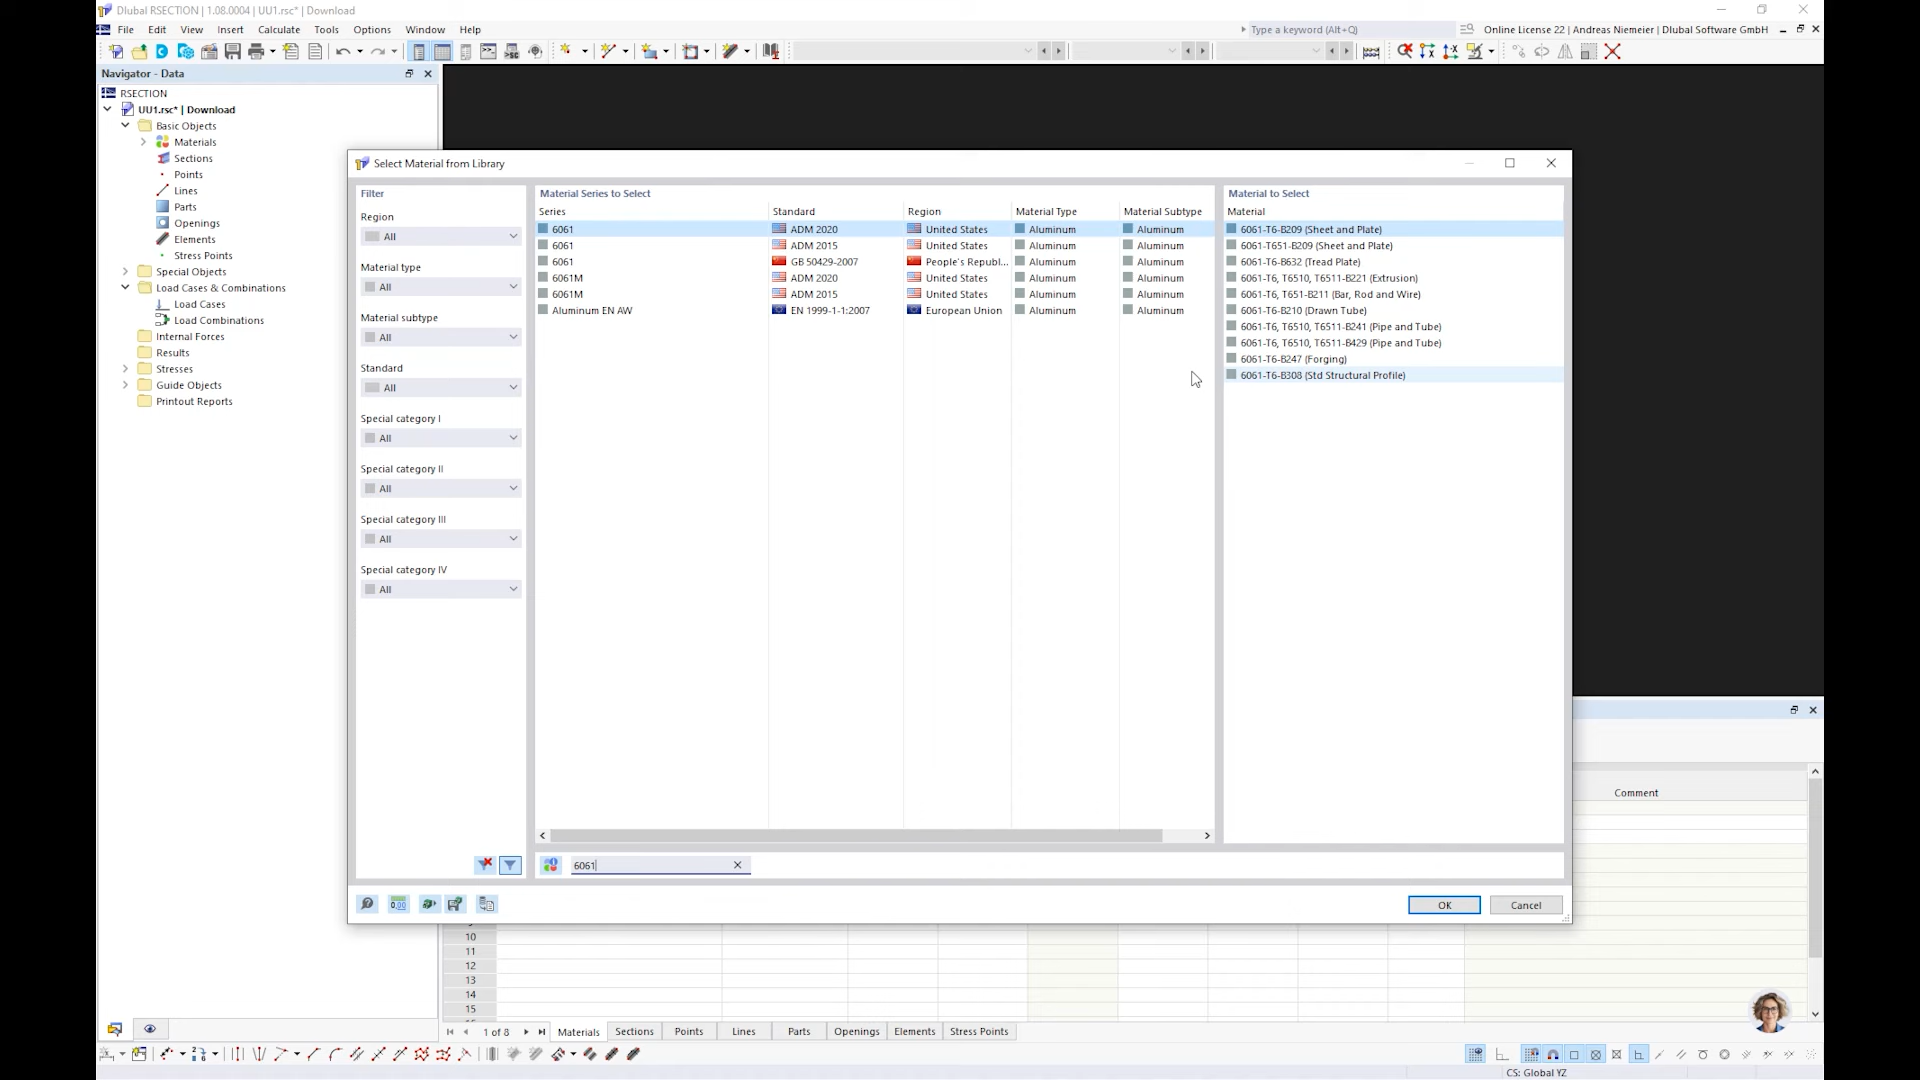 Dlubal RSECTION | 1.08.0004 | UU1.rsc* | Download
File Edit View Insert Calculate Tools Options Window Help
Type a keyword (Alt+Q)
Online License 22 | Andreas Niemeier | Dlubal Software GmbH
Navigator - Data
RSECTION
UU1.rsc* | Download
Basic Objects
Materials
Sections
Points
Lines
Parts
Openings
Elements
Stress Points
Special Objects
Load Cases & Combinations
Load Cases
Load Combinations
Internal Forces
Results
Stresses
Guide Objects
Printout Reports
Select Material from Library
Filter
Region
All
Material type
All
Material subtype
All
Standard
All
Special category I
All
Special category II
All
Special category III
All
Special category IV
All
Material Series to Select
Series Standard Region Material Type Material Subtype
6061 ADM 2020 United States Aluminum Aluminum
6061 ADM 2015 United States Aluminum Aluminum
6061 GB 50429-2007 People's Republ... Aluminum Aluminum
6061M ADM 2020 United States Aluminum Aluminum
6061M ADM 2015 United States Aluminum Aluminum
Aluminum EN AW EN 1999-1-1:2007 European Union Aluminum Aluminum
Material to Select
Material
6061-T6-B209 (Sheet and Plate)
6061-T651-B209 (Sheet and Plate)
6061-T6-B632 (Tread Plate)
6061-T6, T6510, T6511-B221 (Extrusion)
6061-T6, T651-B211 (Bar, Rod and Wire)
6061-T6-B210 (Drawn Tube)
6061-T6, T6510, T6511-B241 (Pipe and Tube)
6061-T6, T6510, T6511-B429 (Pipe and Tube)
6061-T6-B247 (Forging)
6061-T6-B308 (Std Structural Profile)
6061
OK
Cancel
Comment
10
11
12
13
14
15
1 of 8
Materials Sections Points Lines Parts Openings Elements Stress Points
CS: Global YZ